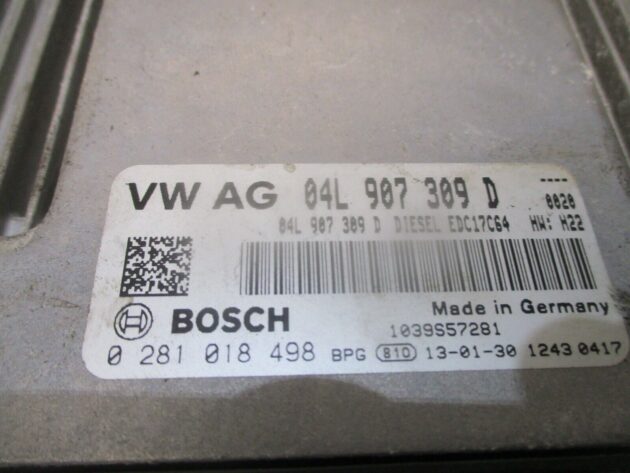 VW AG 04L 907 309 D ----
0020
04L 907 309 D DIESEL EDC17C64 HW: H22
BOSCH Made in Germany
1039S57281
0 281 018 498 BPG 810 13-01-30 1243 0417